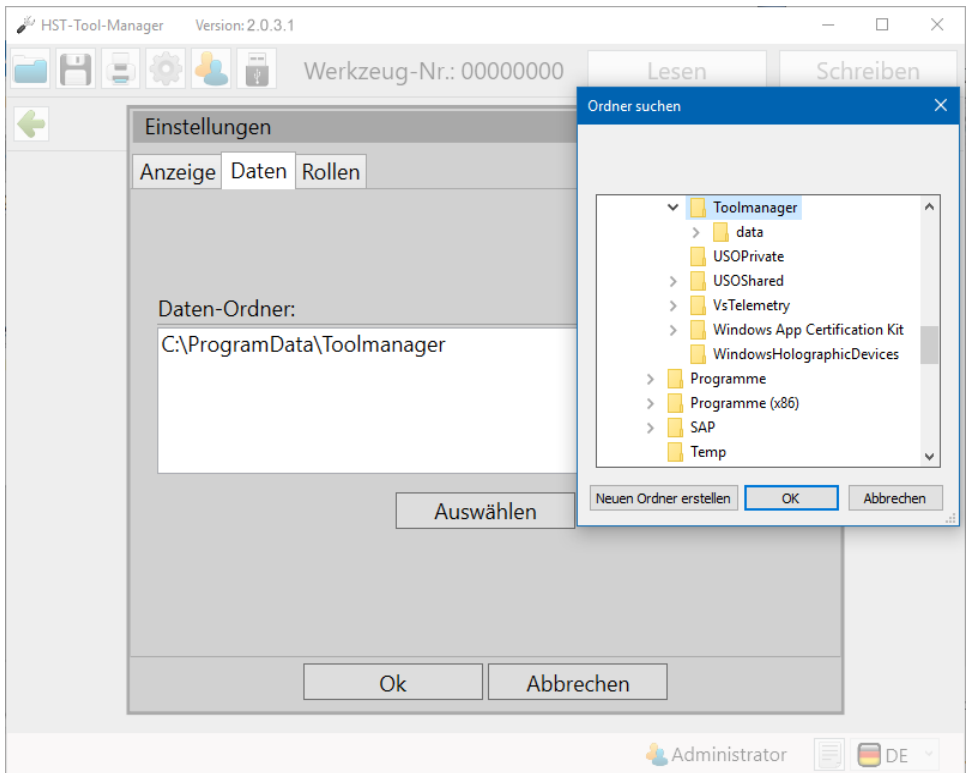 HST-Tool-Manager Version: 2.0.3.1
Werkzeug-Nr.: 00000000 Lesen Schreiben
Einstellungen
Anzeige Daten Rollen
Daten-Ordner:
C:\ProgramData\Toolmanager
Auswählen
Ok Abbrechen
Ordner suchen
Toolmanager
data
USOPrivate
USOShared
VsTelemetry
Windows App Certification Kit
WindowsHolographicDevices
Programme
Programme (x86)
SAP
Temp
Neuen Ordner erstellen OK Abbrechen
Administrator DE